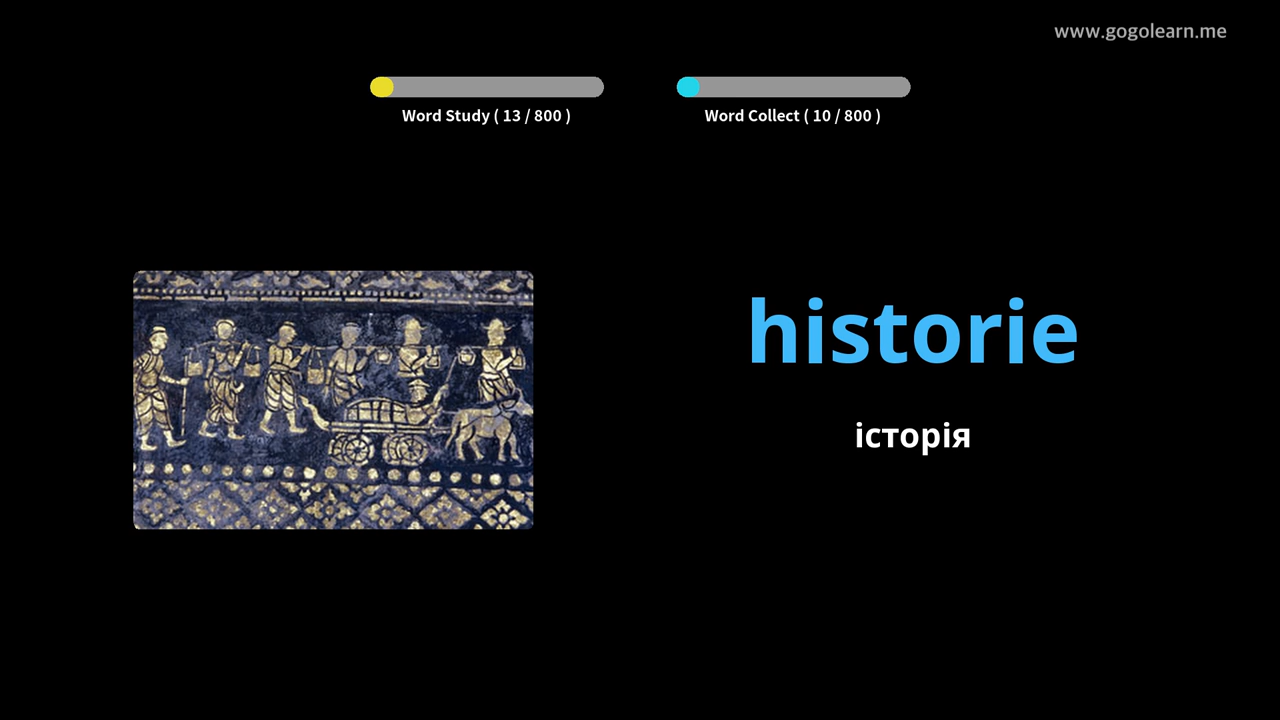 www.gogolearn.me
Word Study ( 13 / 800 )
Word Collect ( 10 / 800 )
historie
історія